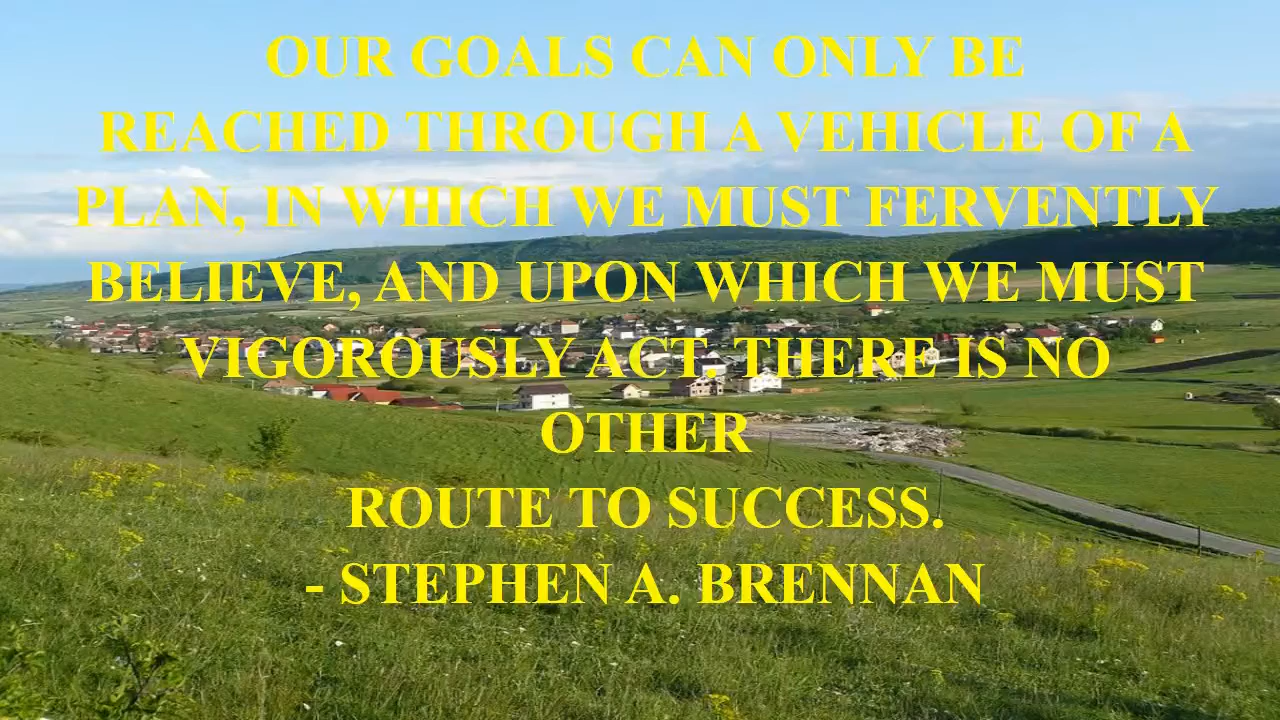 OUR GOALS CAN ONLY BE
REACHED THROUGH A VEHICLE OF A
PLAN, IN WHICH WE MUST FERVENTLY
BELIEVE, AND UPON WHICH WE MUST
VIGOROUSLY ACT. THERE IS NO
OTHER
ROUTE TO SUCCESS.
- STEPHEN A. BRENNAN